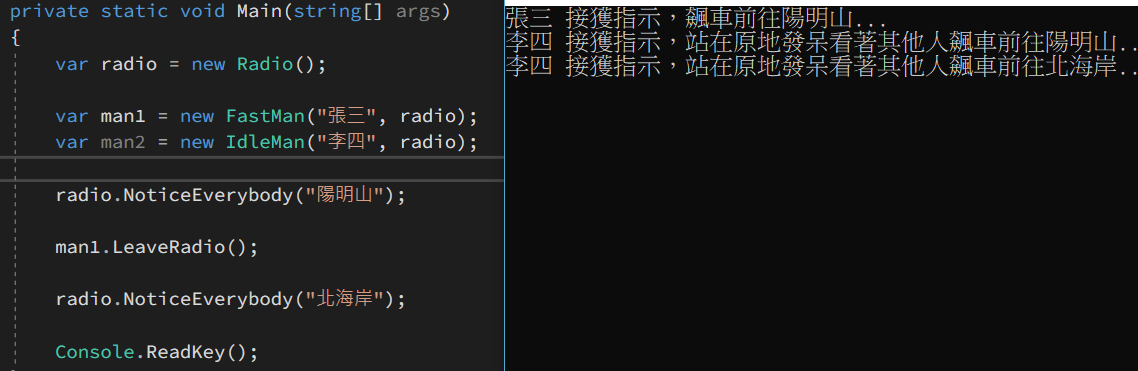 private static void Main(string[] args)
{
var radio = new Radio();
var man1 = new FastMan("張三", radio);
var man2 = new IdleMan("李四", radio);
radio.NoticeEverybody("陽明山");
man1.LeaveRadio();
radio.NoticeEverybody("北海岸");
Console.ReadKey();
張三 接獲指示，飆車前往陽明山...
李四 接獲指示，站在原地發呆看著其他人飆車前往陽明山..
李四 接獲指示，站在原地發呆看著其他人飆車前往北海岸..